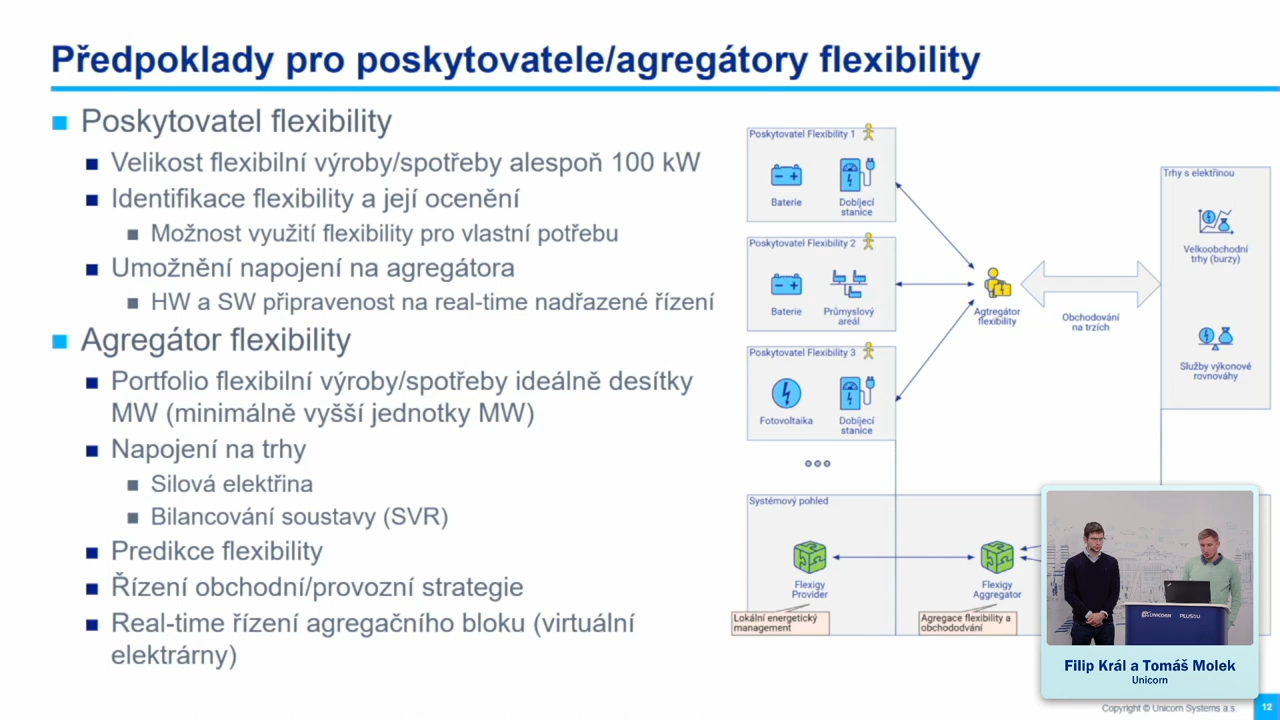 Předpoklady pro poskytovatele/agregátory flexibility
Poskytovatel flexibility
Velikost flexibilní výroby/spotřeby alespoň 100 kW
Identifikace flexibility a její ocenění
Možnost využití flexibility pro vlastní potřebu
Umožnění napojení na agregátora
HW a SW připravenost na real-time nadřazené řízení
Agregátor flexibility
Portfolio flexibilní výroby/spotřeby ideálně desítky
MW (minimálně vyšší jednotky MW)
Napojení na trhy
Silová elektřina
Bilancování soustavy (SVR)
Predikce flexibility
Řízení obchodní/provozní strategie
Real-time řízení agregačního bloku (virtuální
elektrárny)
Poskytovatel Flexibility 1
Baterie
Dobíjecí
stanice
Poskytovatel Flexibility 2
Baterie
Průmyslový
areál
Poskytovatel Flexibility 3
Fotovoltaika
Dobíjecí
stanice
Agtregátor
flexibility
Obchodování
na trzích
Trhy s elektřinou
Velkoobchodní
trhy (burzy)
Služby výkonové
rovnováhy
Systémový pohled
Flexigy
Provider
Flexigy
Aggregator
Lokální energetický
management
Agregace flexibility a
obchododování
UNICORN
PLUS4U
Filip Král a Tomáš Molek
Unicorn
Copyright © Unicorn Systems a.s.
12